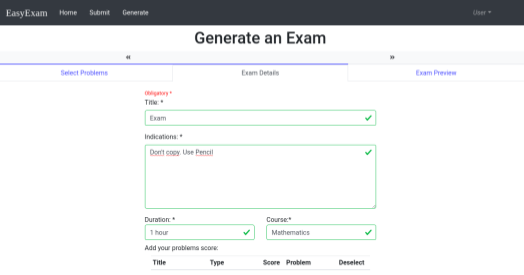 EasyExam Home Submit Generate User
Generate an Exam
« »
Select Problems Exam Details Exam Preview
Obligatory *
Title: *
Exam
Indications: *
Don't copy. Use Pencil
Duration: * Course:*
1 hour Mathematics
Add your problems score:
Title Type Score Problem Deselect